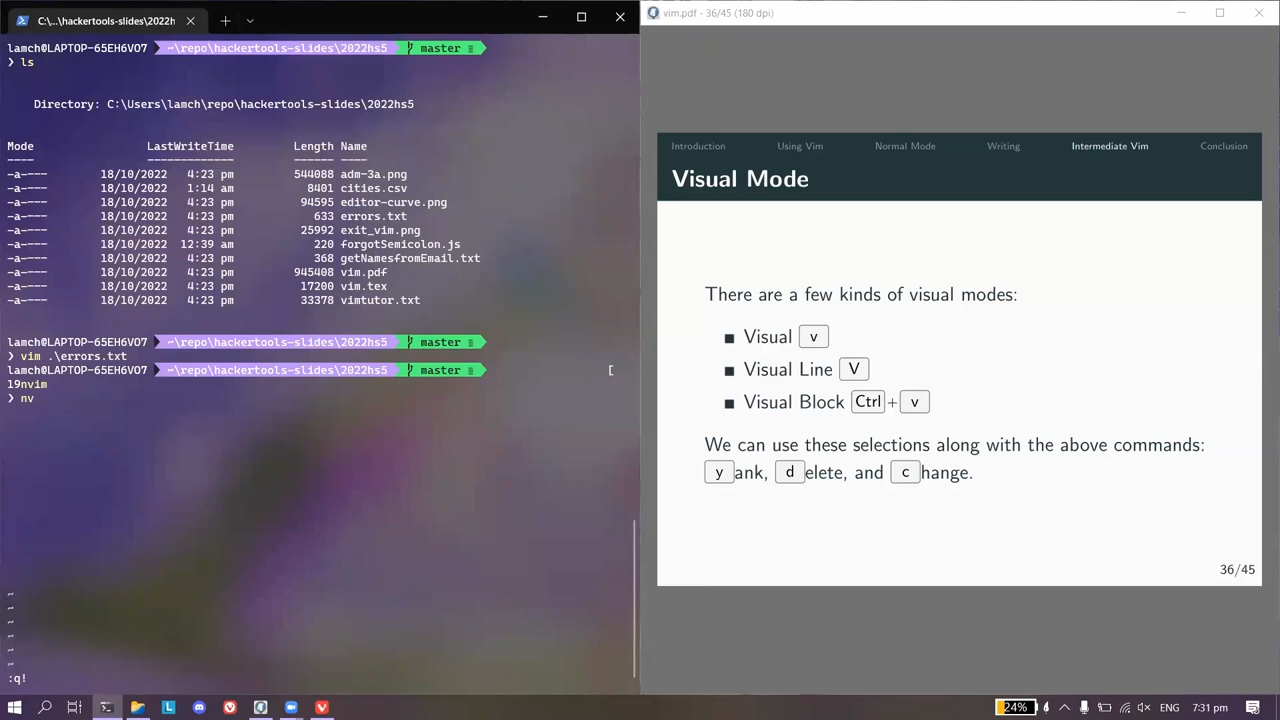 C:\..\hackertools-slides\2022h
vim.pdf - 36/45 (180 dpi)
lamch@LAPTOP-65EH6VO7 ~\repo\hackertools-slides\2022hs5 master ≡
❯ ls
Directory: C:\Users\lamch\repo\hackertools-slides\2022hs5
Mode LastWriteTime Length Name
---- ------------- ------ ----
-a--- 18/10/2022 4:23 pm 544088 adm-3a.png
-a--- 18/10/2022 1:14 am 8401 cities.csv
-a--- 18/10/2022 4:23 pm 94595 editor-curve.png
-a--- 18/10/2022 4:23 pm 633 errors.txt
-a--- 18/10/2022 4:23 pm 25992 exit_vim.png
-a--- 18/10/2022 12:39 am 220 forgotSemicolon.js
-a--- 18/10/2022 4:23 pm 368 getNamesfromEmail.txt
-a--- 18/10/2022 4:23 pm 945408 vim.pdf
-a--- 18/10/2022 4:23 pm 17200 vim.tex
-a--- 18/10/2022 4:23 pm 33378 vimtutor.txt
lamch@LAPTOP-65EH6VO7 ~\repo\hackertools-slides\2022hs5 master ≡
❯ vim .\errors.txt
lamch@LAPTOP-65EH6VO7 ~\repo\hackertools-slides\2022hs5 master ≡ [
19nvim
❯ nv
~
~
~
~
~
~
:q!
Introduction Using Vim Normal Mode Writing Intermediate Vim Conclusion
Visual Mode
There are a few kinds of visual modes:
Visual v
Visual Line V
Visual Block Ctrl+v
We can use these selections along with the above commands:
yank, delete, and change.
36/45
24% ENG 7:31 pm